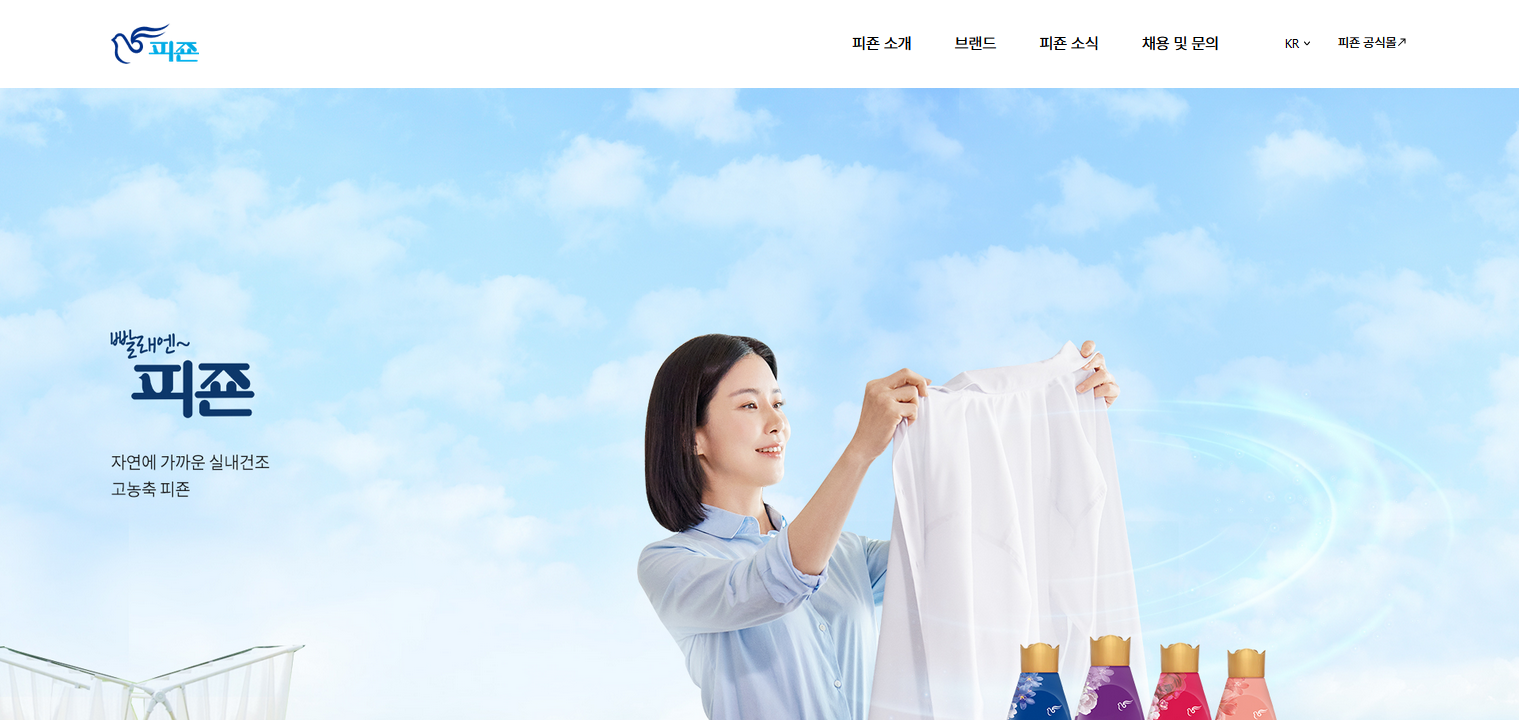 피죤
피죤 소개
브랜드
피죤 소식
채용 및 문의
KR
피죤 공식몰↗
빨래엔~
피죤
자연에 가까운 실내건조
고농축 피죤